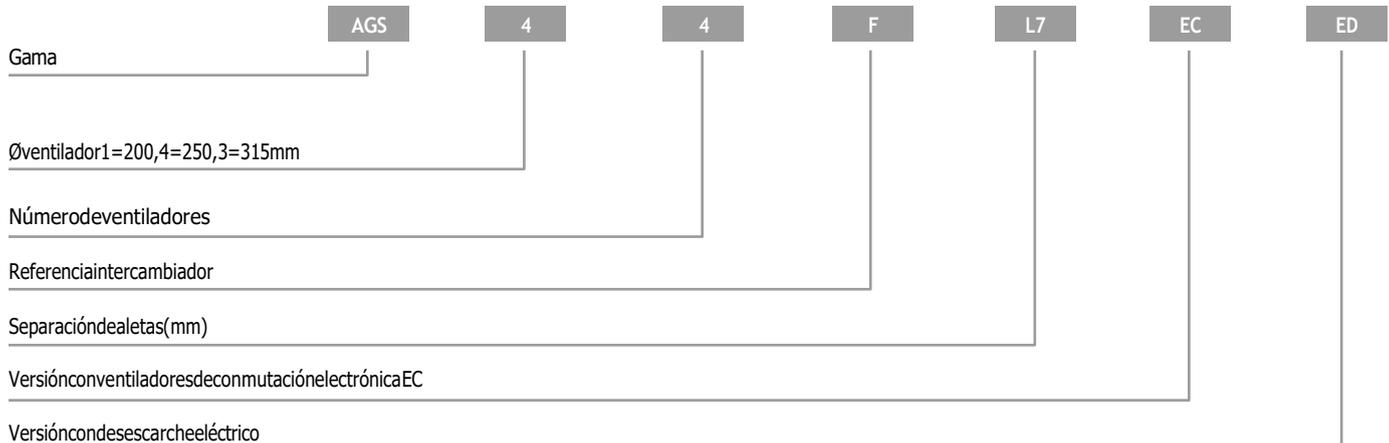 AGS 4 4 F L7 EC ED
Gama
Øventilador1=200,4=250,3=315mm
Númerodeventiladores
Referenciaintercambiador
Separacióndealetas(mm)
VersiónconventiladoresdeconmutaciónelectrónicaEC
Versióncondesescarcheeléctrico